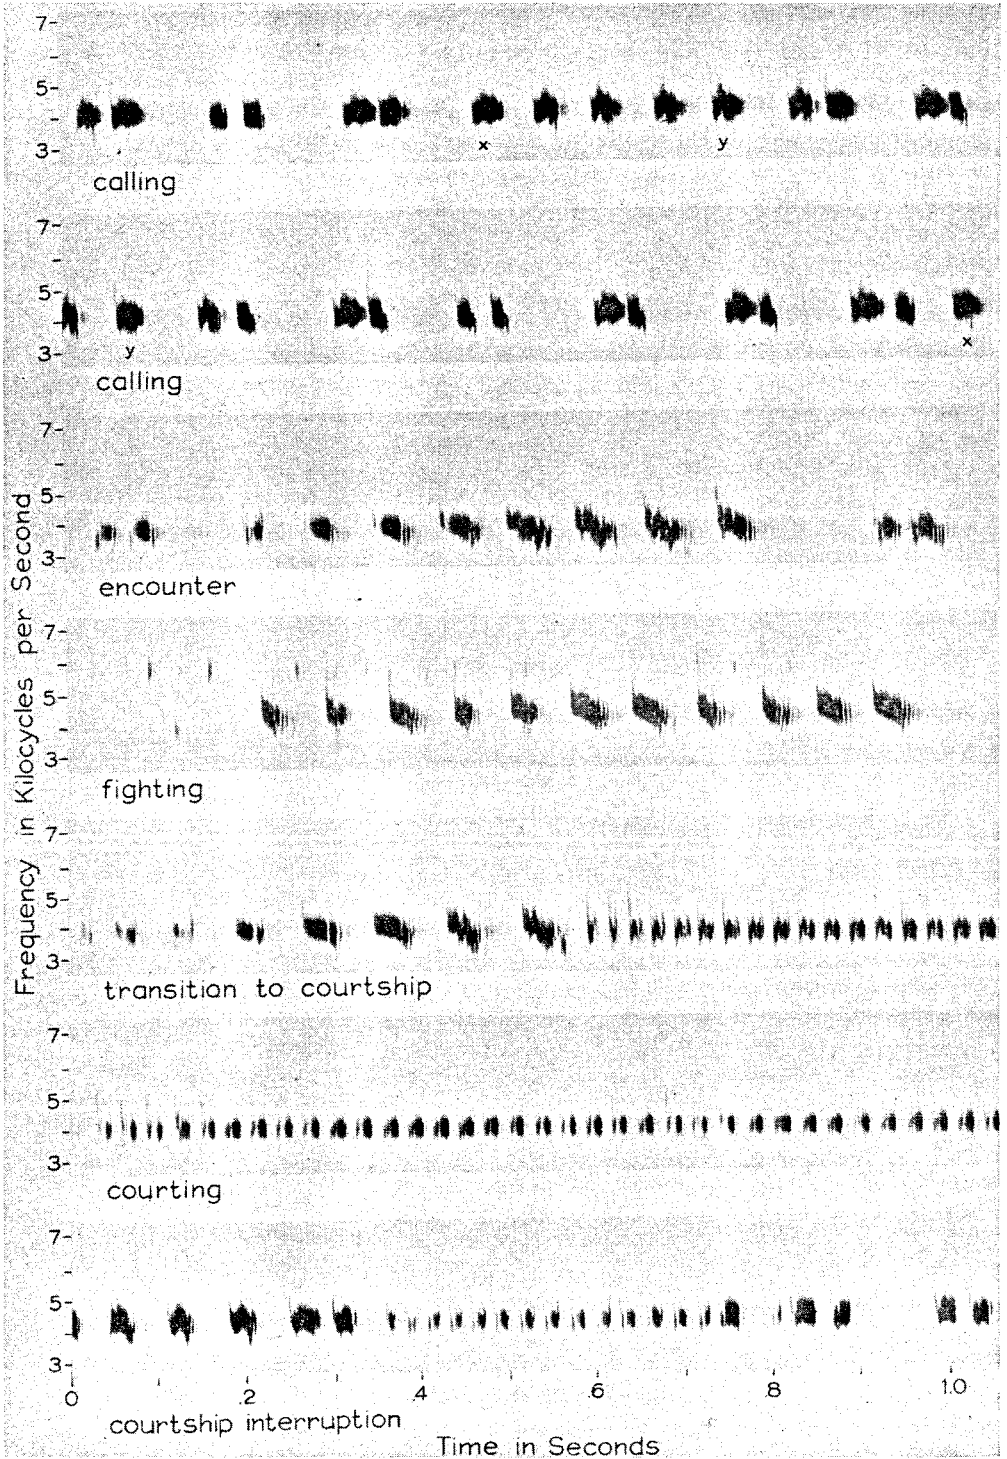 Frequency in Kilocycles per Second
7-
-
5-
-
3-
x y
calling
7-
-
5-
-
3-
y x
calling
7-
-
5-
-
3-
encounter
7-
-
5-
-
3-
fighting
7-
-
5-
-
3-
transition to courtship
7-
-
5-
-
3-
courting
7-
-
5-
-
3-
0 .2 .4 .6 .8 1.0
courtship interruption
Time in Seconds